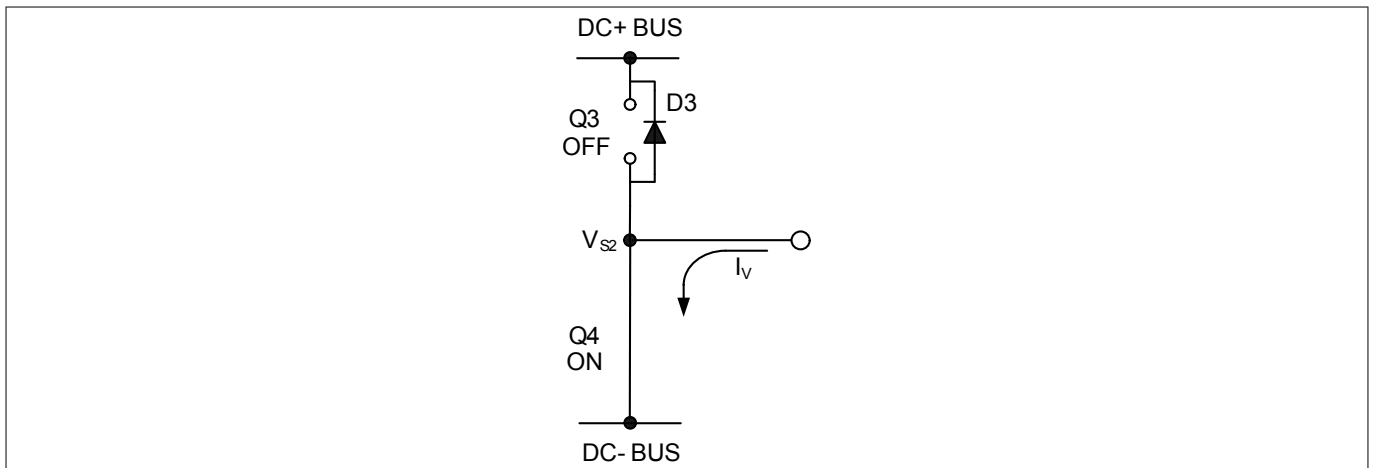 DC+ BUS
D3
Q3
OFF
VS2
IV
Q4
ON
DC- BUS